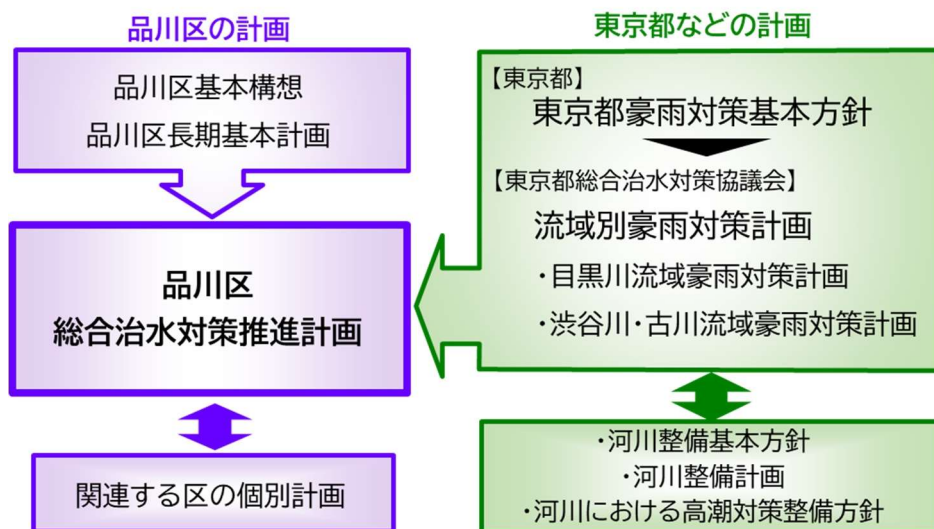 品川区の計画
品川区基本構想
品川区長期基本計画
品川区
総合治水対策推進計画
関連する区の個別計画
東京都などの計画
【東京都】
東京都豪雨対策基本方針
【東京都総合治水対策協議会】
流域別豪雨対策計画
・目黒川流域豪雨対策計画
・渋谷川・古川流域豪雨対策計画
・河川整備基本方針
・河川整備計画
・河川における高潮対策整備方針